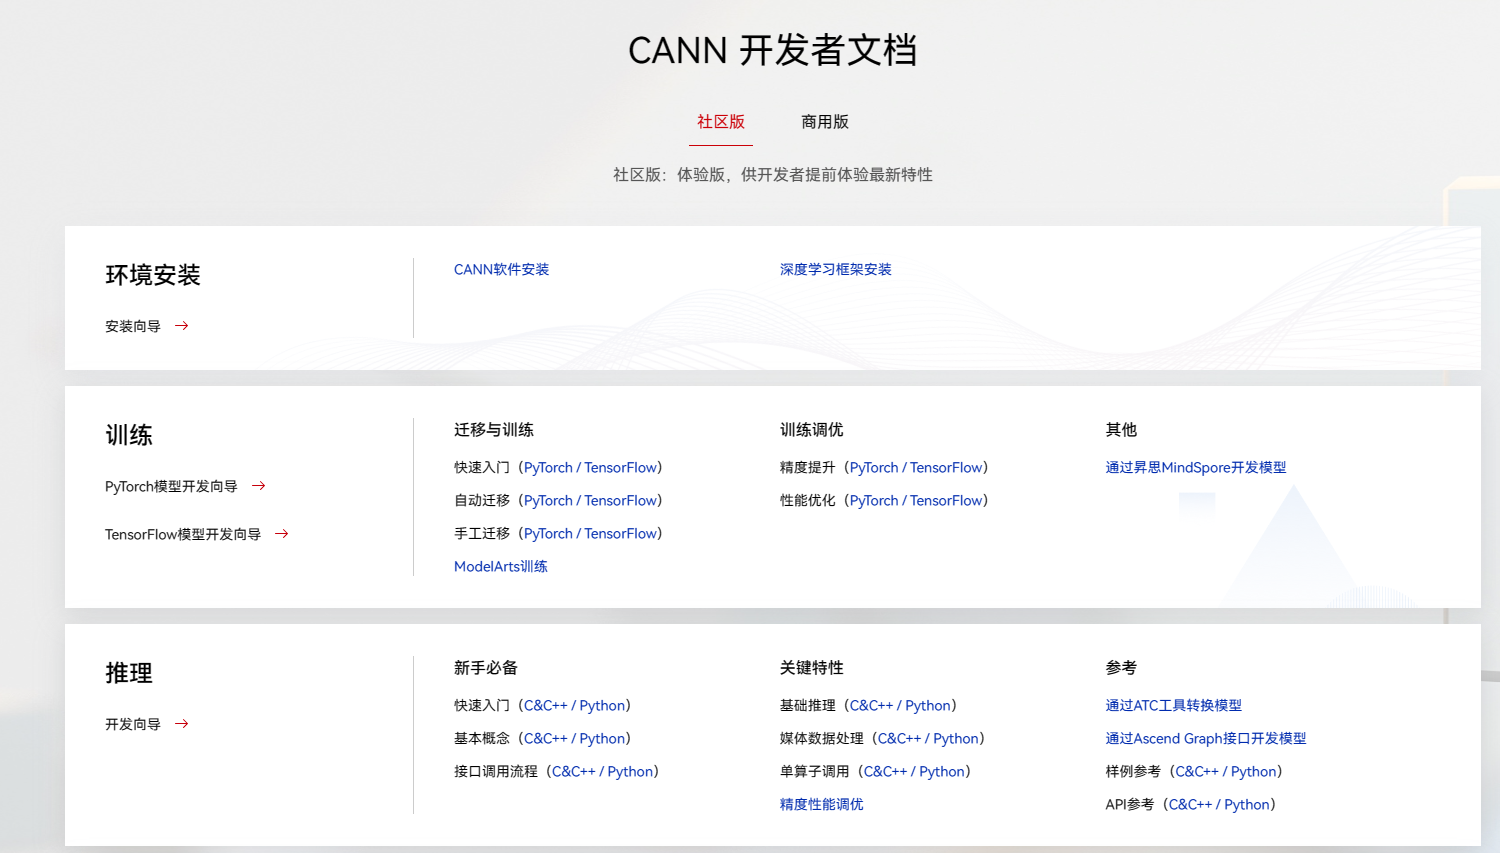 CANN 开发者文档
社区版
商用版
社区版：体验版，供开发者提前体验最新特性
环境安装
安装向导
CANN软件安装
深度学习框架安装
训练
PyTorch模型开发向导
TensorFlow模型开发向导
迁移与训练
快速入门（PyTorch / TensorFlow）
自动迁移（PyTorch / TensorFlow）
手工迁移（PyTorch / TensorFlow）
ModelArts训练
训练调优
精度提升（PyTorch / TensorFlow）
性能优化（PyTorch / TensorFlow）
其他
通过昇思MindSpore开发模型
推理
开发向导
新手必备
快速入门（C&C++ / Python）
基本概念（C&C++ / Python）
接口调用流程（C&C++ / Python）
关键特性
基础推理（C&C++ / Python）
媒体数据处理（C&C++ / Python）
单算子调用（C&C++ / Python）
精度性能调优
参考
通过ATC工具转换模型
通过Ascend Graph接口开发模型
样例参考（C&C++ / Python）
API参考（C&C++ / Python）